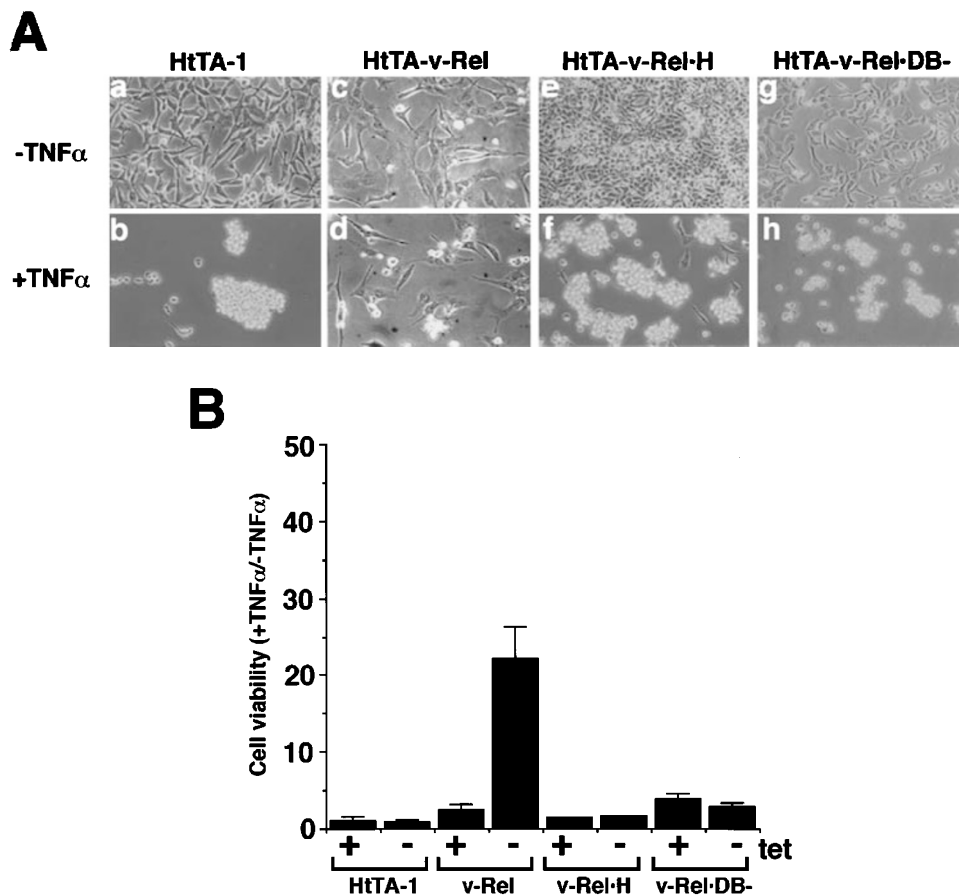 A
HtTA-1 HtTA-v-Rel HtTA-v-Rel·H HtTA-v-Rel·DB-
a c e g
-TNFα
b d f h
+TNFα
B
Cell viability (+TNFα/-TNFα)
50
40
30
20
10
0
+ - + - + - + - tet
HtTA-1 v-Rel v-Rel·H v-Rel·DB-